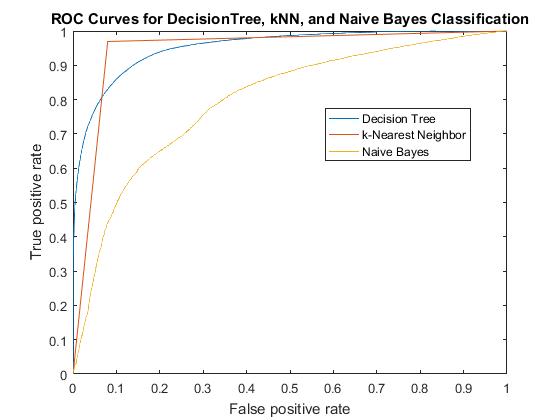 ROC Curves for DecisionTree, kNN, and Naive Bayes Classification
1
0.9
0.8
0.7
0.6
0.5
0.4
0.3
0.2
0.1
0
True positive rate
Decision Tree
k-Nearest Neighbor
Naive Bayes
0 0.1 0.2 0.3 0.4 0.5 0.6 0.7 0.8 0.9 1
False positive rate